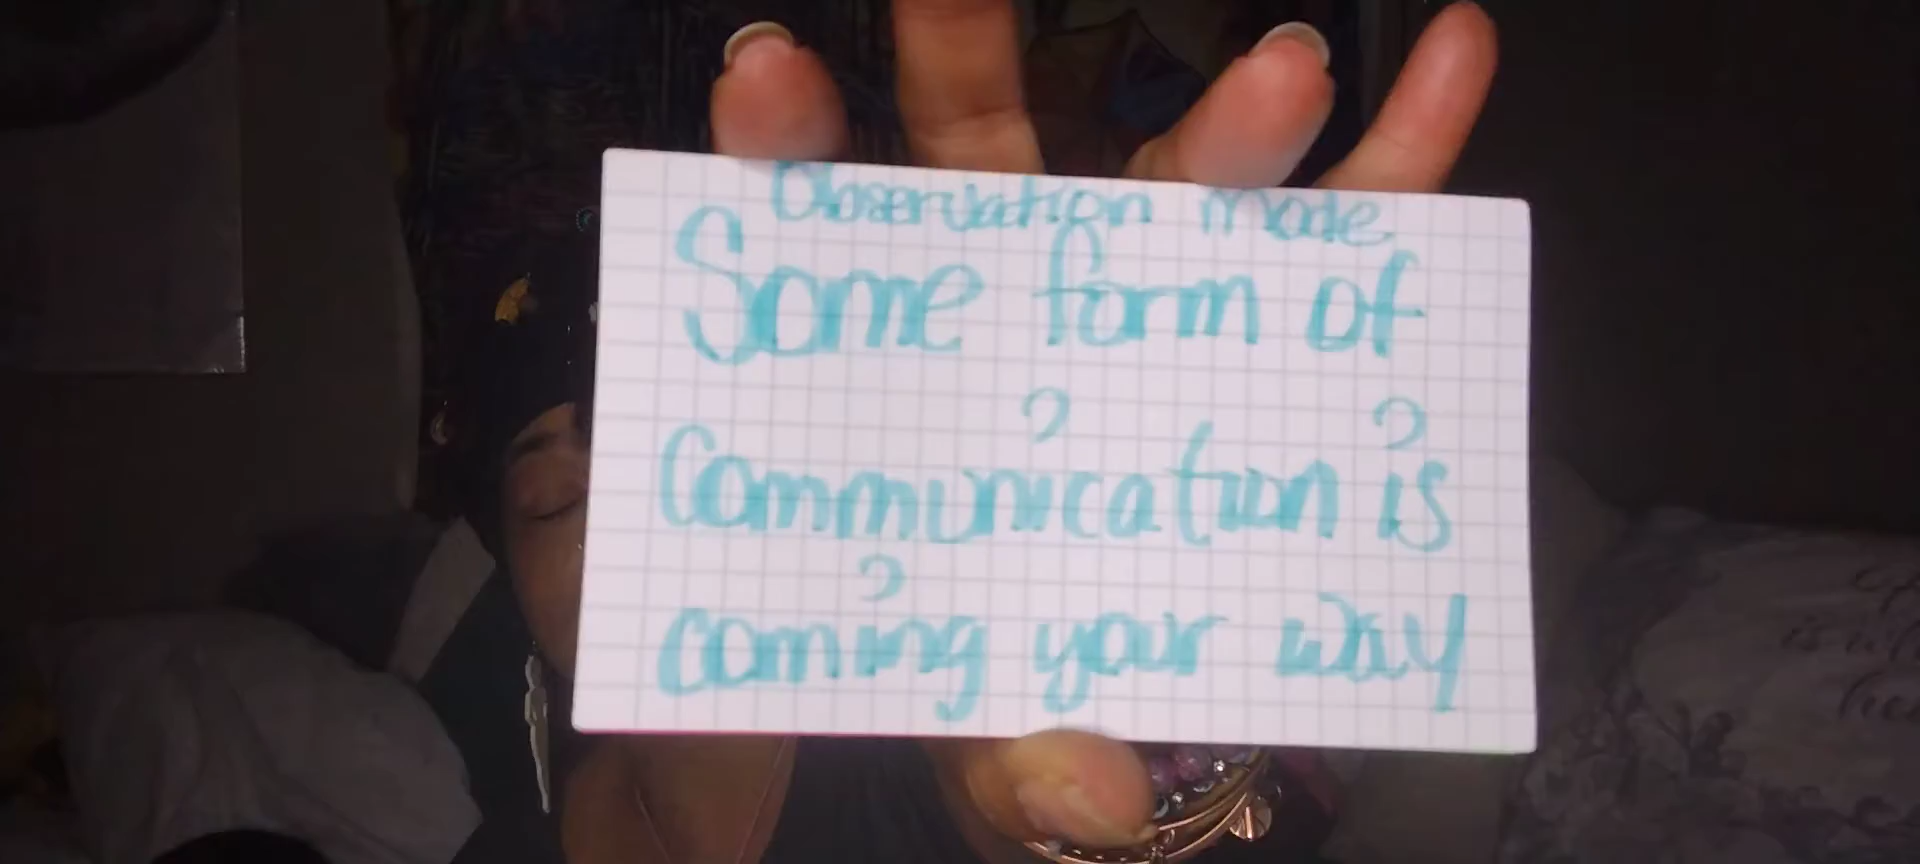 Observation mode
Some form of
Communication is
coming your way